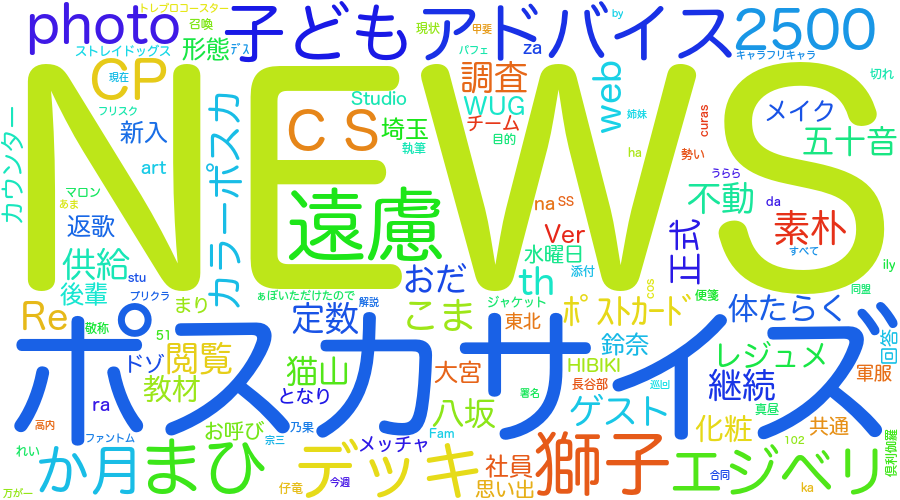 トレプロコースター
by
photo
子どもアドバイス
2500
召喚
現状
甲斐
ストレイドッグス
形態
デス
パフェ
za
キャラフリキャラ
CP
現在
調査
web
切れ
NEWS
フリスク
Studio
WUG
姉妹
メイク
カウンター
新入
カラーポスカ
C S
埼玉
チーム
curas
五十音
art
執筆
目的
ha
勢い
マロン
遠慮
うらら
あま
返歌
na
SS
不動
da
素朴
Ver
正式
供給
stu
おだ
水曜日
すべて
後輩
プリクラ
th
添付
ily
まり
ぁぽいただけたので
ジャケット
cos
便箋
同盟
Re
敬称
解説
定数
こま
東北
ポストカード
体たらく
ポスカサイズ
51
ドゾ
閲覧
猫山
大宮
HIBIKI
鈴奈
レジュメ
回答
教材
長谷部
巡回
継続
軍服
ra
となり
署名
八坂
ゲスト
真昼
高内
お呼び
乃果
化粧
共通
ファントム
宗三
メッチャ
Fam
102
れい
か月
まひ
デッキ
社員
獅子
エジベリ
倶利伽羅
万が一
仔竜
今週
思い出
ka
合同